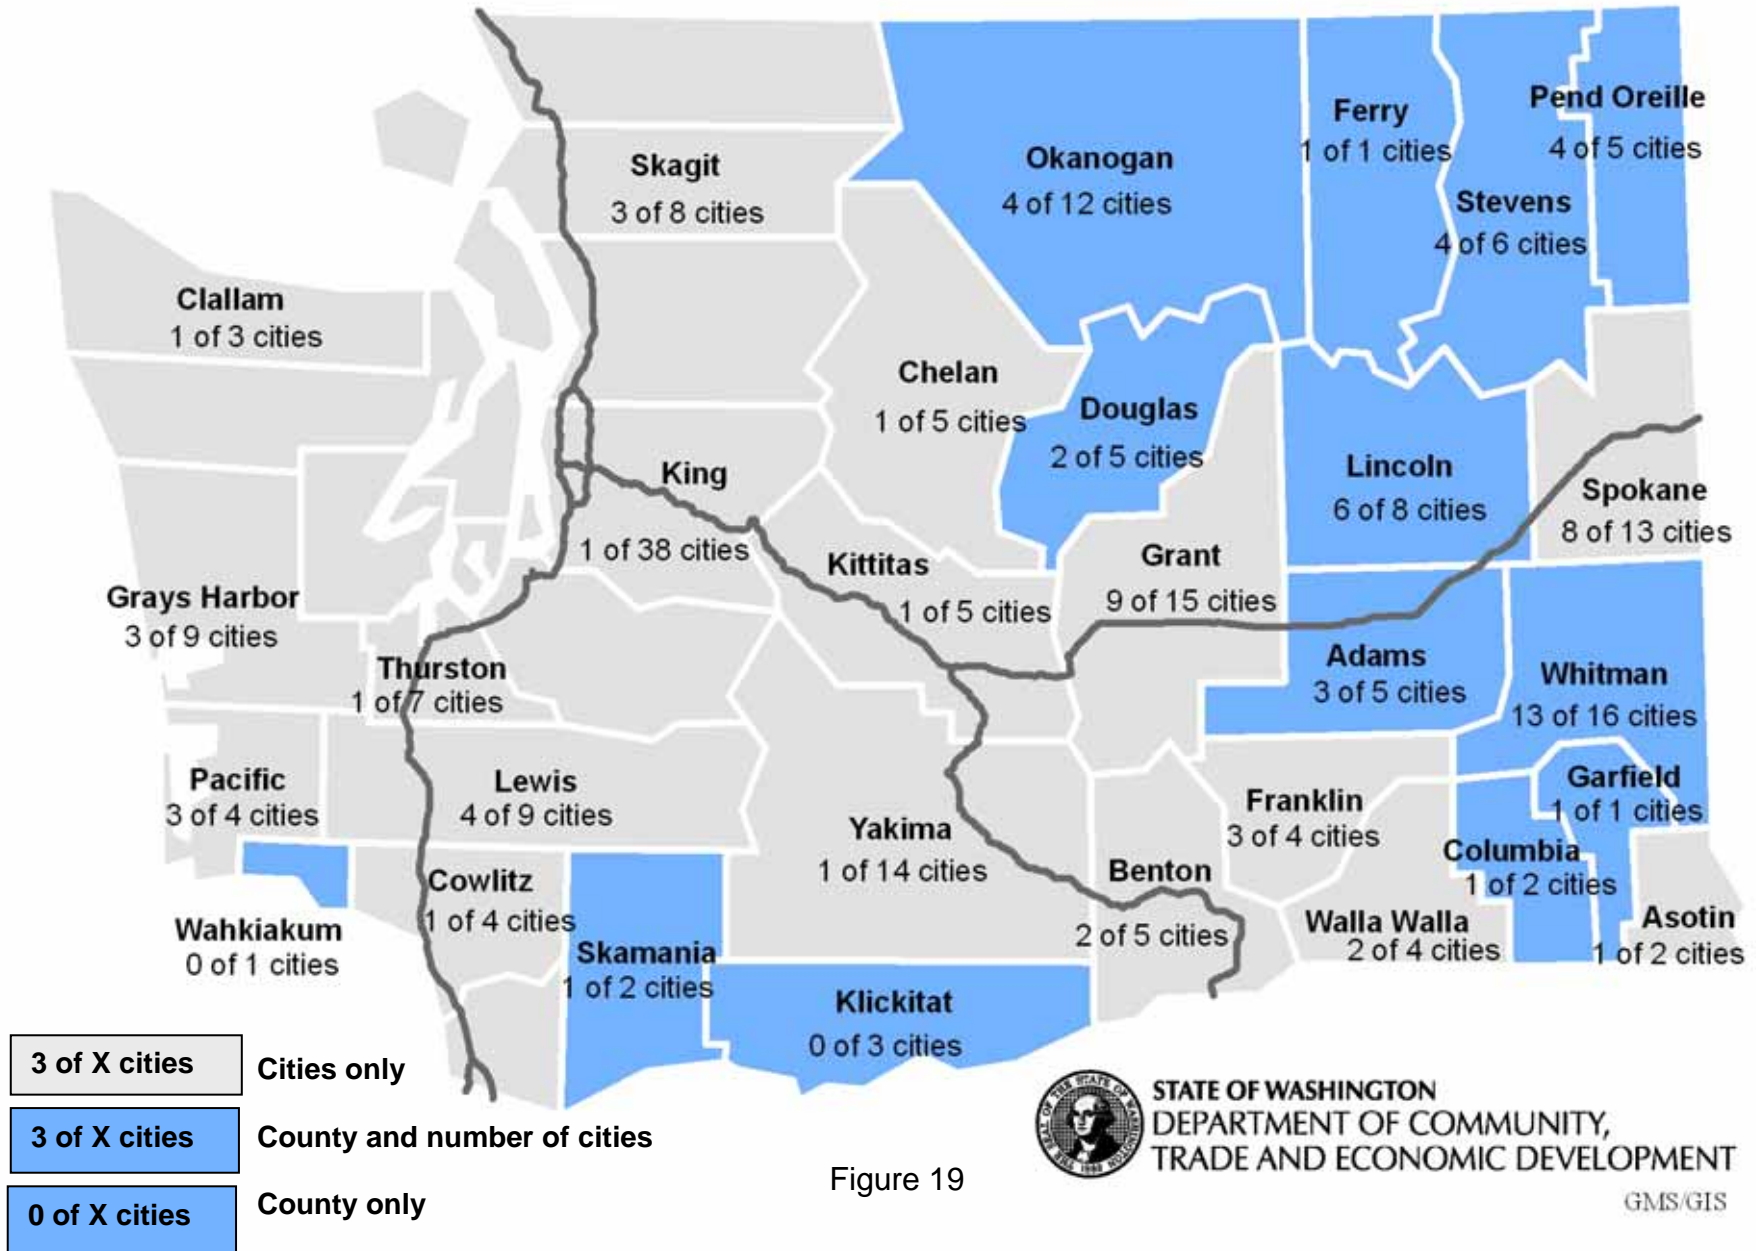 Ferry
1 of 1 cities
Pend Oreille
4 of 5 cities
Okanogan
4 of 12 cities
Skagit
3 of 8 cities
Stevens
4 of 6 cities
Clallam
1 of 3 cities
Chelan
1 of 5 cities
Douglas
2 of 5 cities
King
1 of 38 cities
Lincoln
6 of 8 cities
Spokane
8 of 13 cities
Kittitas
1 of 5 cities
Grant
9 of 15 cities
Grays Harbor
3 of 9 cities
Thurston
1 of 7 cities
Adams
3 of 5 cities
Whitman
13 of 16 cities
Pacific
3 of 4 cities
Lewis
4 of 9 cities
Yakima
1 of 14 cities
Franklin
3 of 4 cities
Garfield
1 of 1 cities
Columbia
1 of 2 cities
Benton
2 of 5 cities
Cowlitz
1 of 4 cities
Walla Walla
2 of 4 cities
Asotin
1 of 2 cities
Wahkiakum
0 of 1 cities
Skamania
1 of 2 cities
Klickitat
0 of 3 cities
3 of X cities
Cities only
3 of X cities
County and number of cities
0 of X cities
County only
Figure 19
THE SEAL OF THE STATE OF WASHINGTON
1889
STATE OF WASHINGTON
DEPARTMENT OF COMMUNITY,
TRADE AND ECONOMIC DEVELOPMENT
GMS/GIS